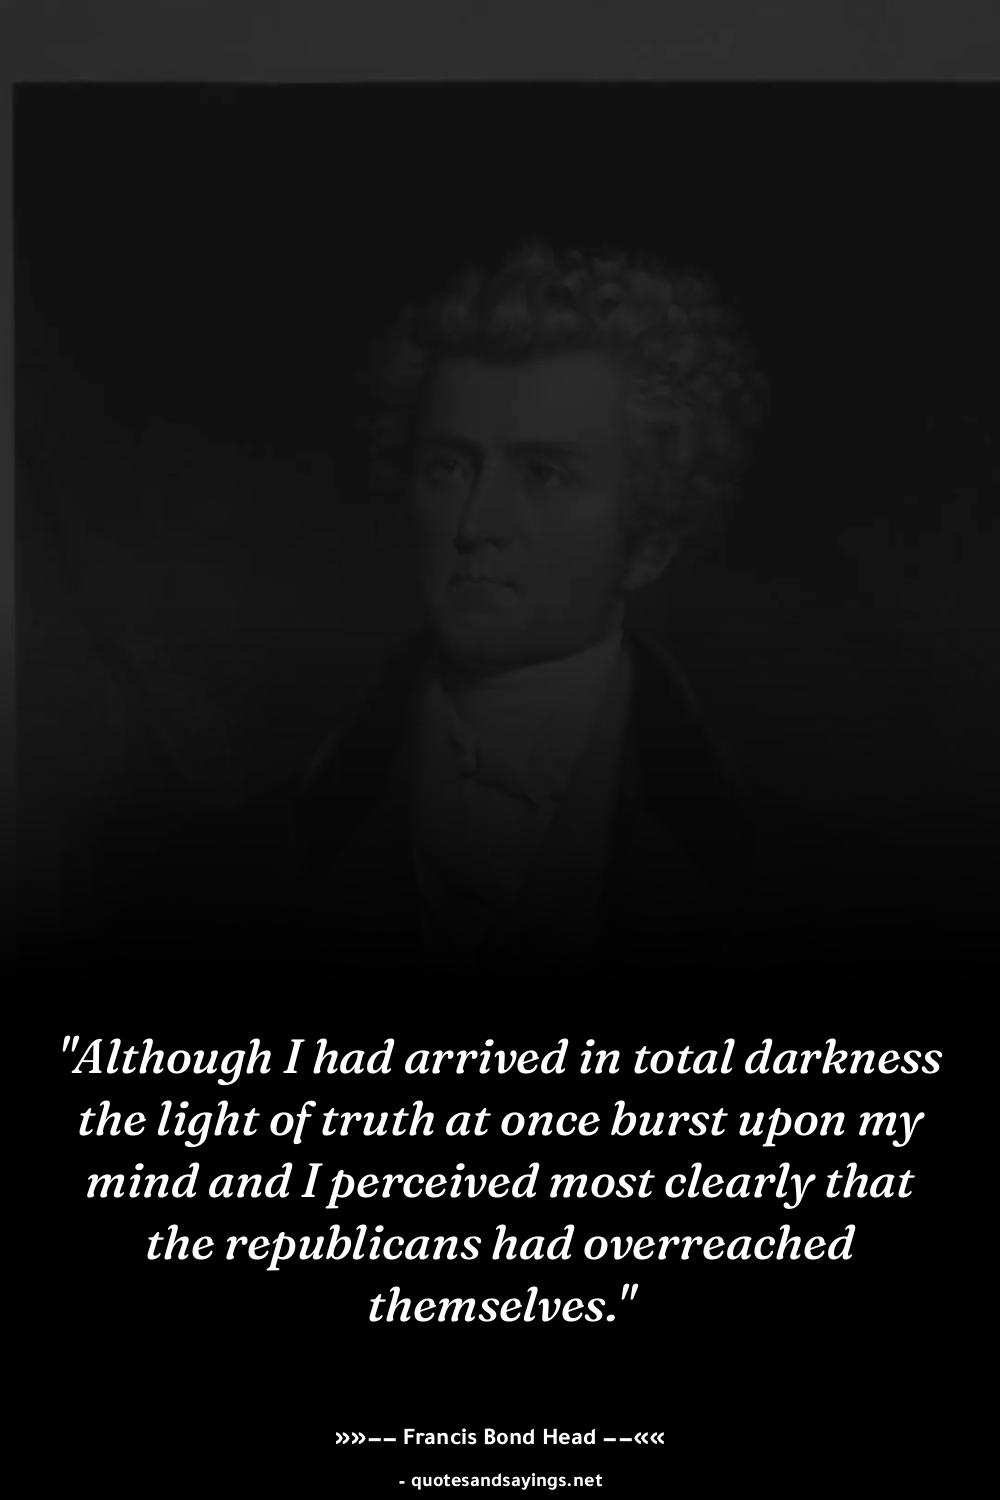 "Although I had arrived in total darkness
the light of truth at once burst upon my
mind and I perceived most clearly that
the republicans had overreached
themselves."
»»–– Francis Bond Head ––««
- quotesandsayings.net